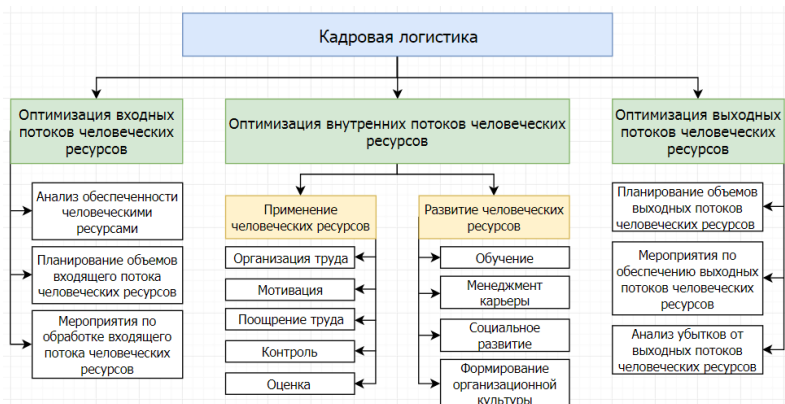 Кадровая логистика
Оптимизация входных
потоков человеческих
ресурсов
Анализ обеспеченности
человеческими
ресурсами
Планирование объемов
входящего потока
человеческих ресурсов
Мероприятия по
обработке входящего
потока человеческих
ресурсов
Оптимизация внутренних потоков человеческих
ресурсов
Применение
человеческих ресурсов
Организация труда
Мотивация
Поощрение труда
Контроль
Оценка
Развитие человеческих
ресурсов
Обучение
Менеджмент
карьеры
Социальное
развитие
Формирование
организационной
культуры
Оптимизация выходных
потоков человеческих
ресурсов
Планирование объемов
выходных потоков
человеческих ресурсов
Мероприятия по
обеспечению выходных
потоков человеческих
ресурсов
Анализ убытков от
выходных потоков
человеческих ресурсов